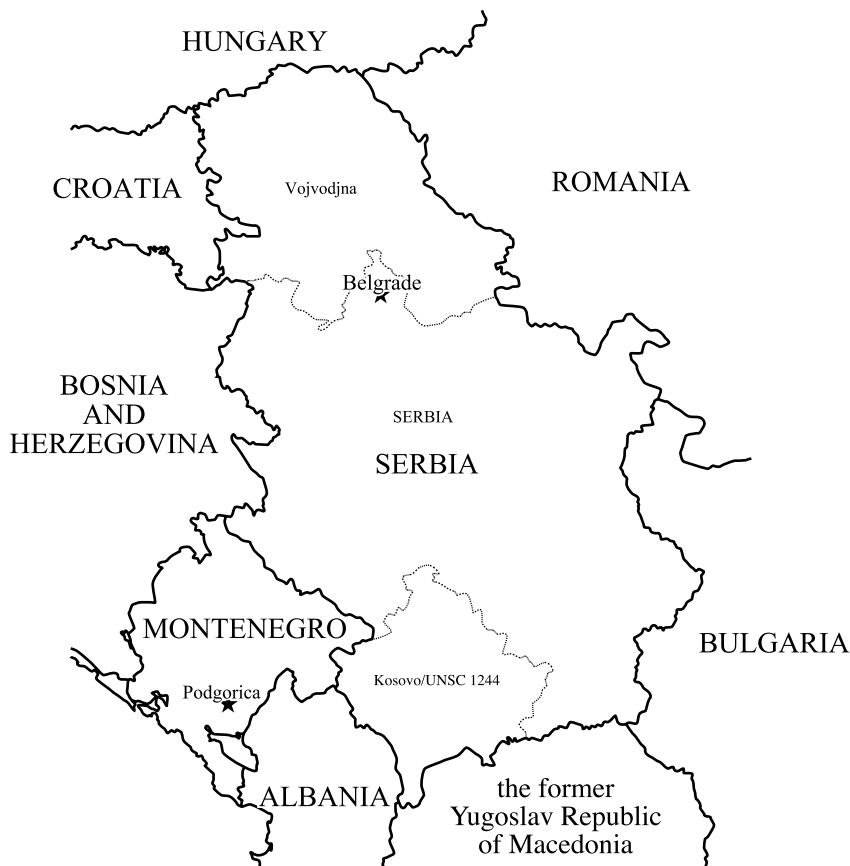 HUNGARY
CROATIA
Vojvodjna
ROMANIA
Belgrade
BOSNIA
AND
HERZEGOVINA
SERBIA
SERBIA
MONTENEGRO
BULGARIA
Kosovo/UNSC 1244
Podgorica
ALBANIA
the former
Yugoslav Republic
of Macedonia